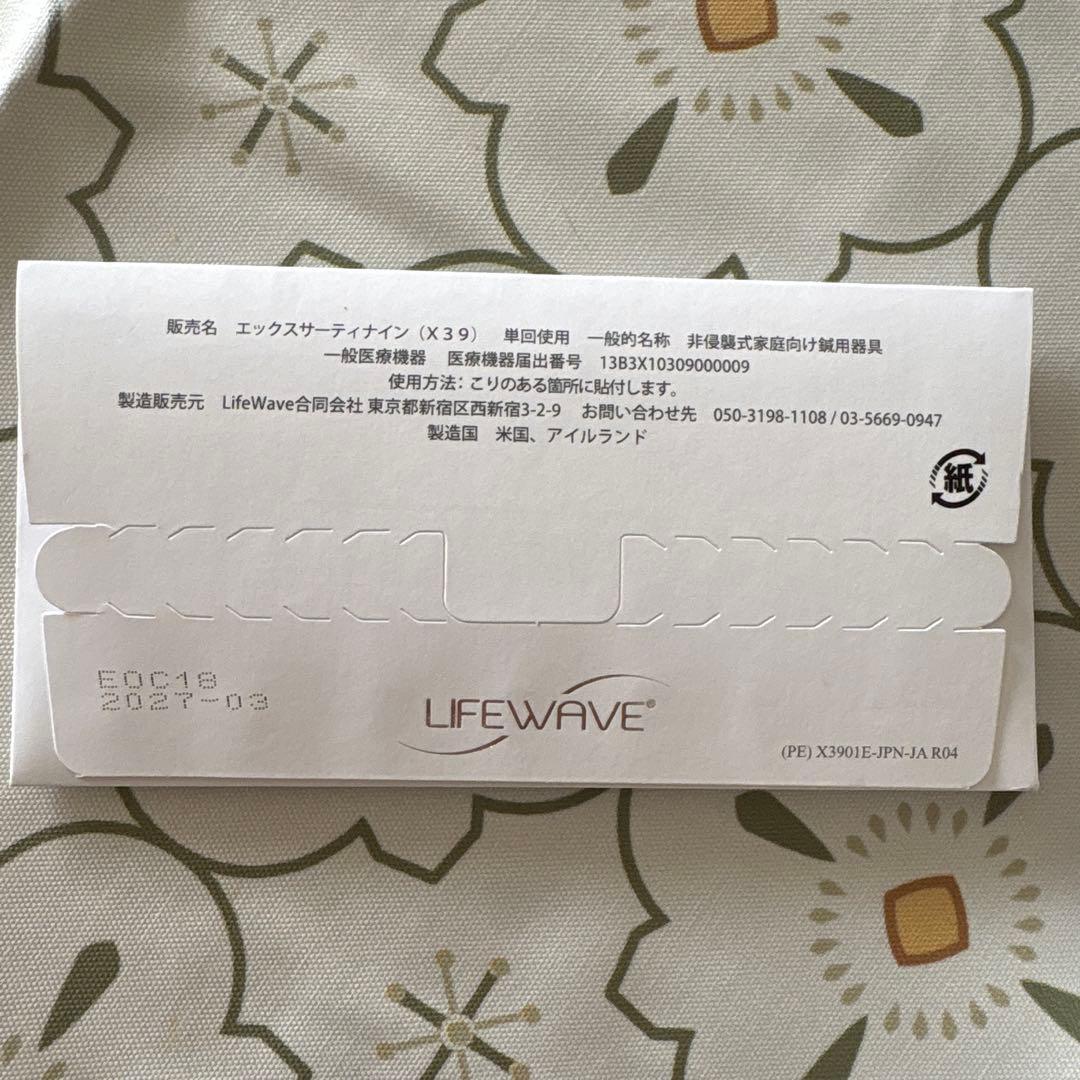 販売名　エックスサーティナイン（X３９）　単回使用　一般的名称　非侵襲式家庭向け鍼用器具
一般医療機器　医療機器届出番号　13B3X10309000009
使用方法：こりのある箇所に貼付します。
製造販売元　LifeWave合同会社 東京都新宿区西新宿3-2-9　お問い合わせ先　050-3198-1108 / 03-5669-0947
製造国　米国、アイルランド
紙
EOC18
2027-03
LIFEWAVE®
(PE) X3901E-JPN-JA R04